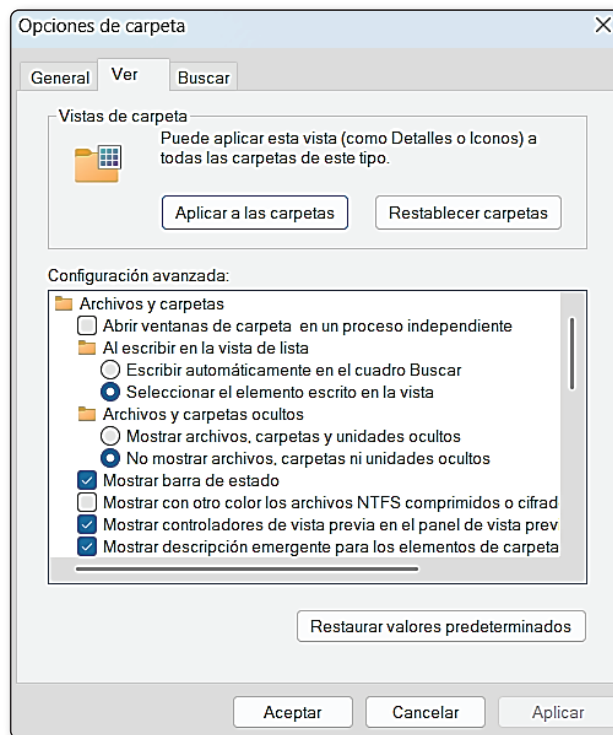 Opciones de carpeta
General Ver Buscar
Vistas de carpeta
Puede aplicar esta vista (como Detalles o Iconos) a
todas las carpetas de este tipo.
Aplicar a las carpetas Restablecer carpetas
Configuración avanzada:
Archivos y carpetas
Abrir ventanas de carpeta en un proceso independiente
Al escribir en la vista de lista
Escribir automáticamente en el cuadro Buscar
Seleccionar el elemento escrito en la vista
Archivos y carpetas ocultos
Mostrar archivos, carpetas y unidades ocultos
No mostrar archivos, carpetas ni unidades ocultos
Mostrar barra de estado
Mostrar con otro color los archivos NTFS comprimidos o cifrad
Mostrar controladores de vista previa en el panel de vista previ
Mostrar descripción emergente para los elementos de carpeta
Restaurar valores predeterminados
Aceptar Cancelar Aplicar